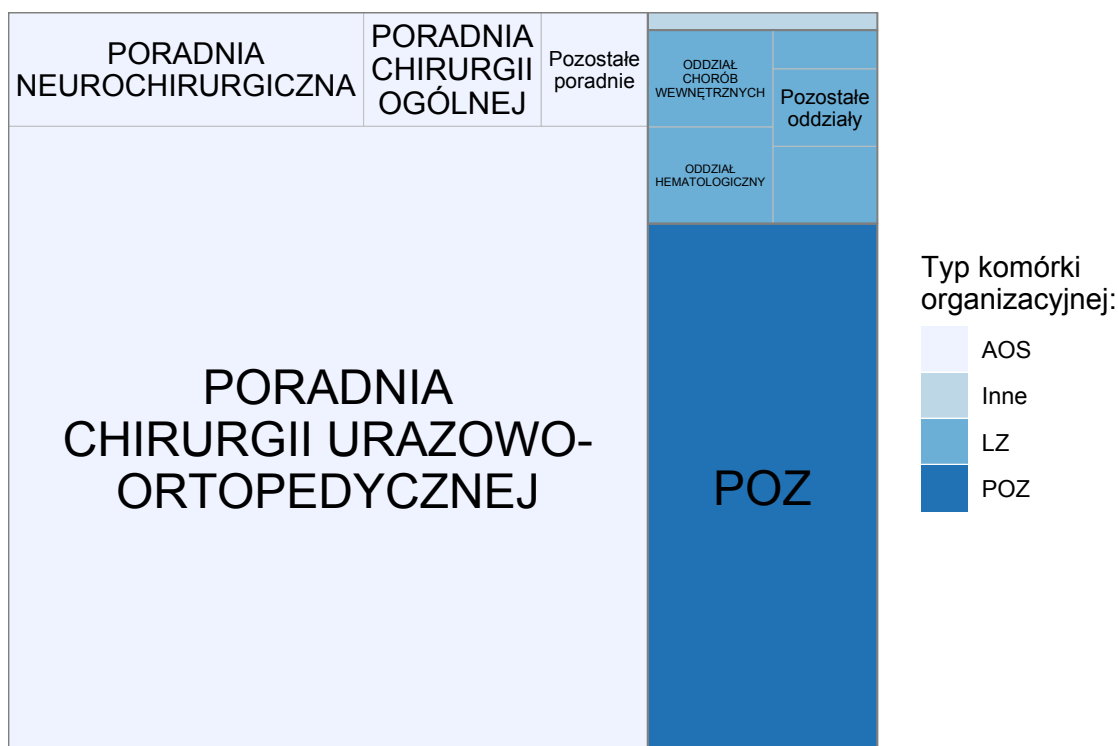 PORADNIA
NEUROCHIRURGICZNA
PORADNIA
CHIRURGII
OGÓLNEJ
Pozostałe
poradnie
ODDZIAŁ
CHORÓB
WEWNĘTRZNYCH
Pozostałe
oddziały
ODDZIAŁ
HEMATOLOGICZNY
PORADNIA
CHIRURGII URAZOWO-
ORTOPEDYCZNEJ
POZ
Typ komórki
organizacyjnej:
AOS
Inne
LZ
POZ